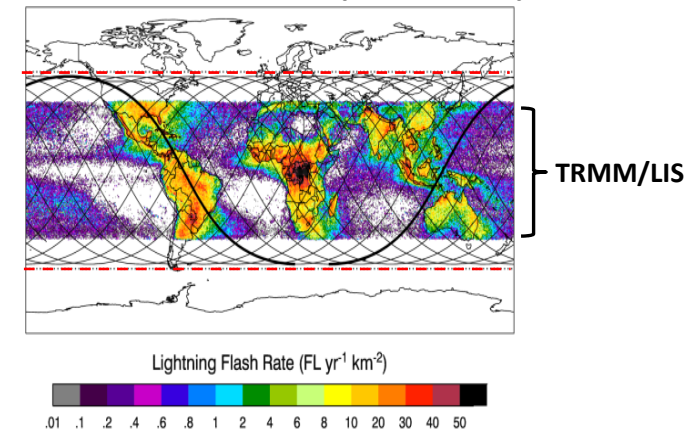 TRMM/LIS
Lightning Flash Rate (FL yr-1 km-2)
.01 .1 .2 .4 .6 .8 1 2 4 6 8 10 20 30 40 50